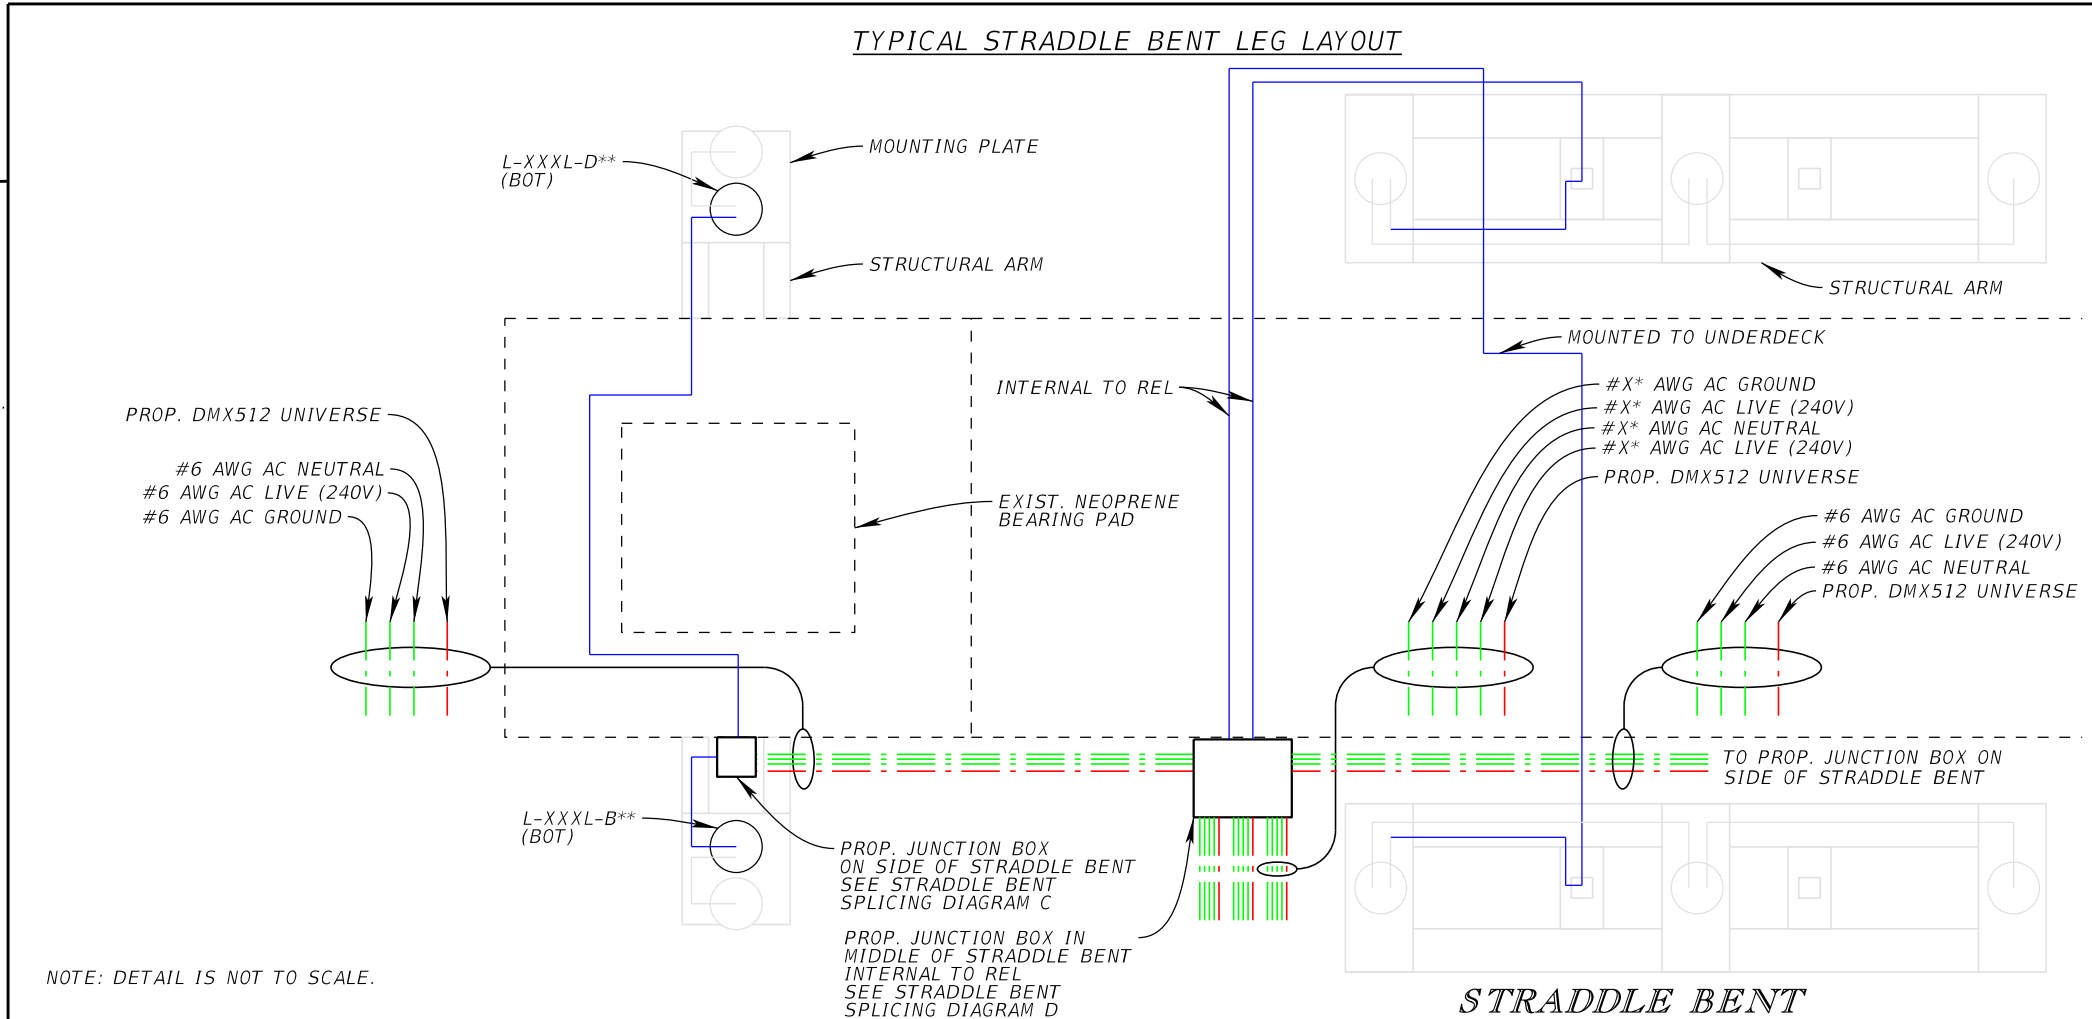 TYPICAL STRADDLE BENT LEG LAYOUT
L-XXXL-D**
(BOT)
MOUNTING PLATE
STRUCTURAL ARM
STRUCTURAL ARM
MOUNTED TO UNDERDECK
INTERNAL TO REL
PROP. DMX512 UNIVERSE
#6 AWG AC NEUTRAL
#6 AWG AC LIVE (240V)
#6 AWG AC GROUND
EXIST. NEOPRENE
BEARING PAD
#X* AWG AC GROUND
#X* AWG AC LIVE (240V)
#X* AWG AC NEUTRAL
#X* AWG AC LIVE (240V)
PROP. DMX512 UNIVERSE
#6 AWG AC GROUND
#6 AWG AC LIVE (240V)
#6 AWG AC NEUTRAL
PROP. DMX512 UNIVERSE
TO PROP. JUNCTION BOX ON
SIDE OF STRADDLE BENT
L-XXXL-B**
(BOT)
PROP. JUNCTION BOX
ON SIDE OF STRADDLE BENT
SEE STRADDLE BENT
SPLICING DIAGRAM C
PROP. JUNCTION BOX IN
MIDDLE OF STRADDLE BENT
INTERNAL TO REL
SEE STRADDLE BENT
SPLICING DIAGRAM D
NOTE: DETAIL IS NOT TO SCALE.
STRADDLE BENT